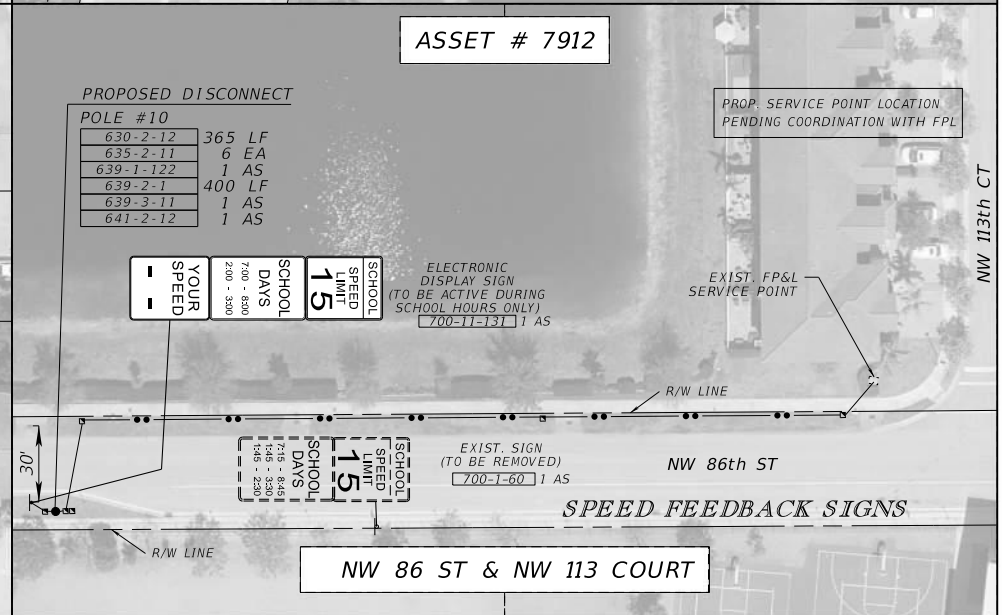 ASSET # 7912
PROPOSED DISCONNECT
POLE #10
630-2-12 365 LF
635-2-11 6 EA
639-1-122 1 AS
639-2-1 400 LF
639-3-11 1 AS
641-2-12 1 AS
PROP. SERVICE POINT LOCATION
PENDING COORDINATION WITH FPL
NW 113th CT
YOUR
SPEED
- -
SCHOOL
DAYS
7:00 - 8:00
2:00 - 3:00
SCHOOL
SPEED
LIMIT
15
ELECTRONIC
DISPLAY SIGN
(TO BE ACTIVE DURING
SCHOOL HOURS ONLY)
700-11-131 1 AS
EXIST. FP&L
SERVICE POINT
R/W LINE
30'
SCHOOL
DAYS
7:15 - 8:45
1:45 - 3:30
1:45 - 2:30
SCHOOL
SPEED
LIMIT
15
EXIST. SIGN
(TO BE REMOVED)
700-1-60 1 AS
NW 86th ST
SPEED FEEDBACK SIGNS
R/W LINE
NW 86 ST & NW 113 COURT